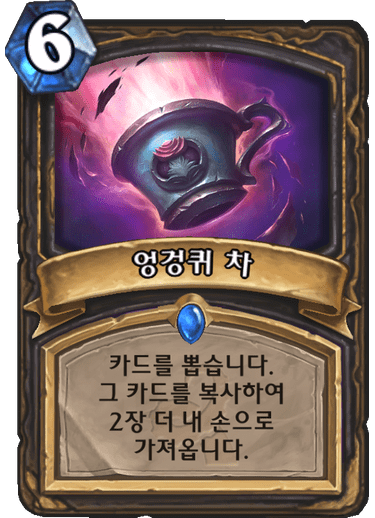 6
엉겅퀴 차
카드를 뽑습니다.
그 카드를 복사하여
2장 더 내 손으로
가져옵니다.